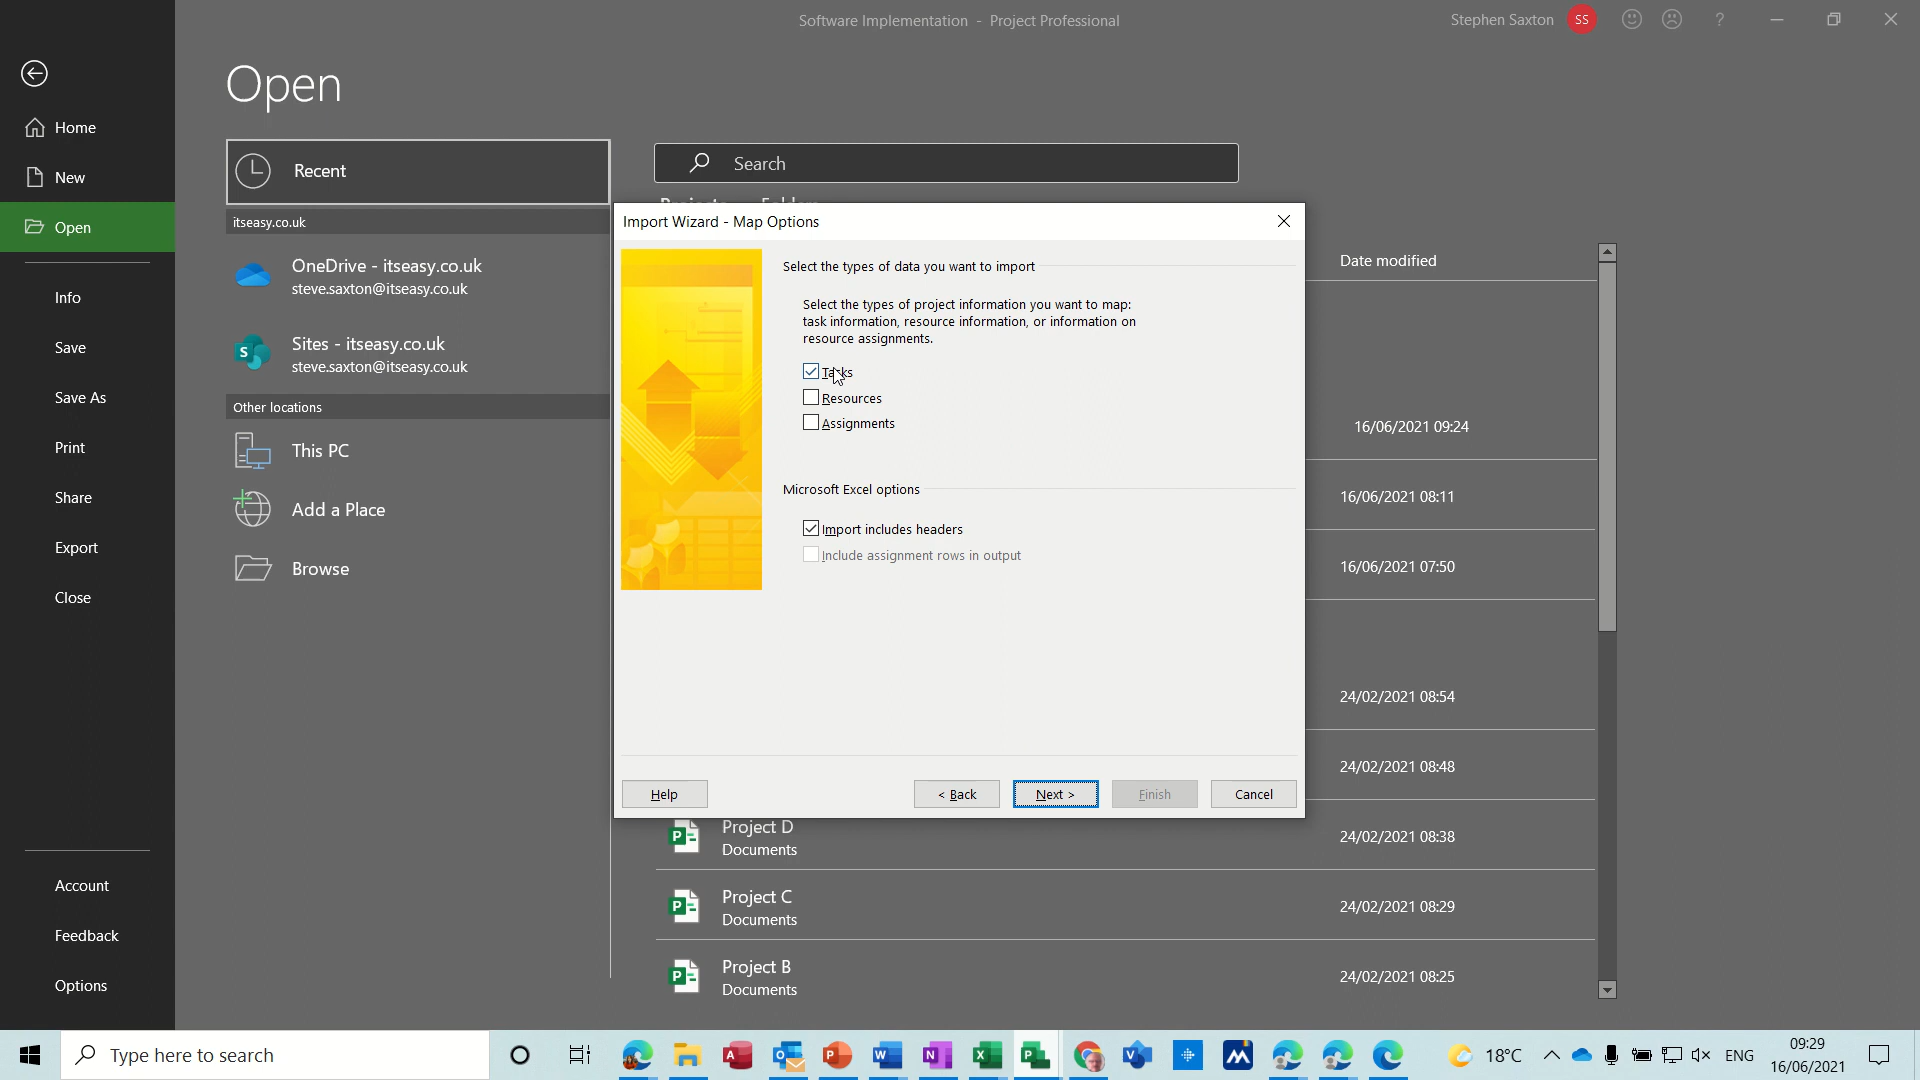 Software Implementation - Project Professional
Stephen Saxton
SS
?
Home
New
Open
Info
Save
Save As
Print
Share
Export
Close
Account
Feedback
Options
Open
Recent
itseasy.co.uk
OneDrive - itseasy.co.uk
steve.saxton@itseasy.co.uk
S
Sites - itseasy.co.uk
steve.saxton@itseasy.co.uk
Other locations
This PC
Add a Place
Browse
Search
Import Wizard - Map Options
Select the types of data you want to import
Select the types of project information you want to map:
task information, resource information, or information on
resource assignments.
Tasks
Resources
Assignments
Microsoft Excel options
Import includes headers
Include assignment rows in output
Help
< Back
Next >
Finish
Cancel
Date modified
16/06/2021 09:24
16/06/2021 08:11
16/06/2021 07:50
24/02/2021 08:54
24/02/2021 08:48
Project D
Documents
24/02/2021 08:38
Project C
Documents
24/02/2021 08:29
Project B
Documents
24/02/2021 08:25
Type here to search
18°C
ENG
09:29
16/06/2021